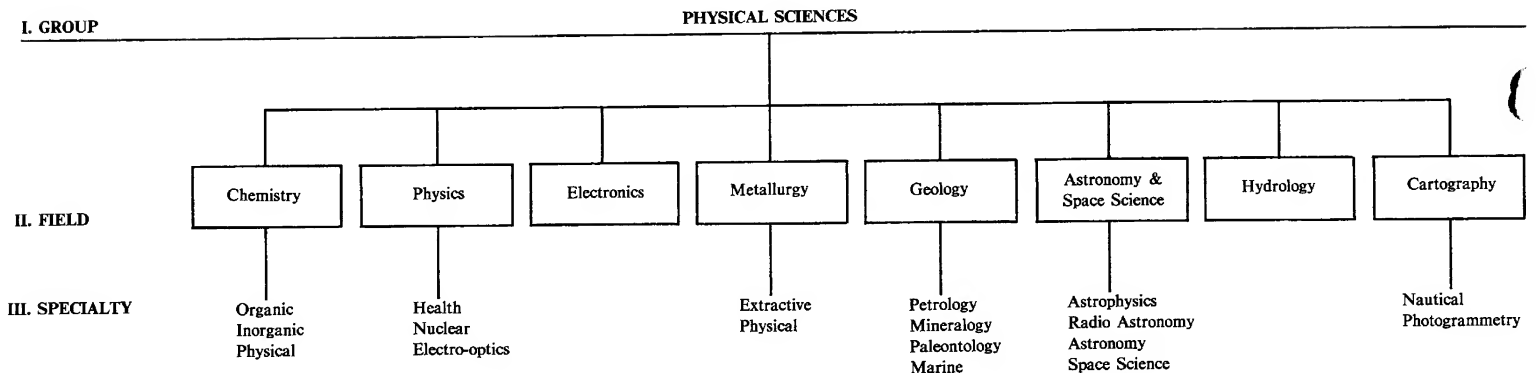 PHYSICAL SCIENCES
I. GROUP
Chemistry
Physics
Electronics
Metallurgy
Geology
Astronomy &
Space Science
Hydrology
Cartography
II. FIELD
III. SPECIALTY
Organic
Inorganic
Physical
Health
Nuclear
Electro-optics
Extractive
Physical
Petrology
Mineralogy
Paleontology
Marine
Astrophysics
Radio Astronomy
Astronomy
Space Science
Nautical
Photogrammetry